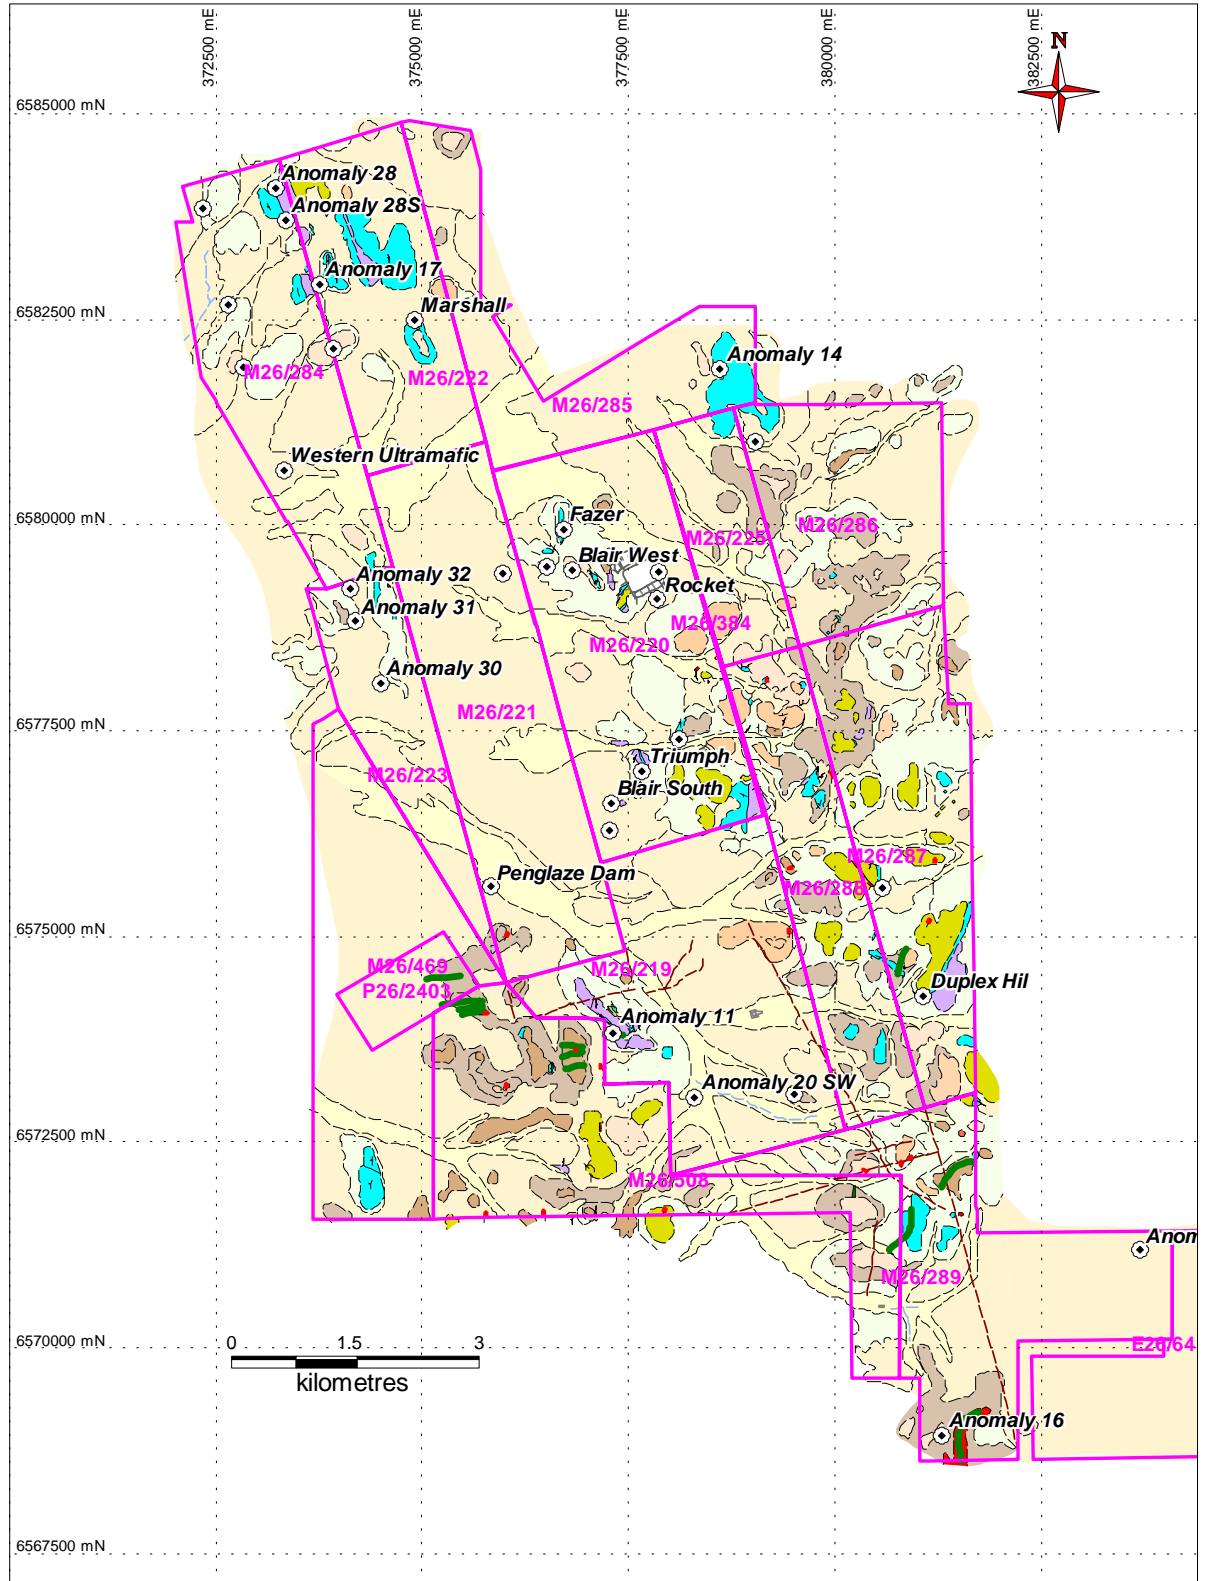 372500 mE
375000 mE
377500 mE
380000 mE
382500 mE
N
6585000 mN
Anomaly 28
Anomaly 28S
Anomaly 17
Marshall
6582500 mN
Anomaly 14
M26/284
M26/222
M26/285
Western Ultramafic
Fazer
6580000 mN
M26/286
M26/225
Blair West
Anomaly 32
Rocket
Anomaly 31
M26/384
M26/220
Anomaly 30
M26/221
6577500 mN
Triumph
M26/223
Blair South
M26/287
Penglaze Dam
M26/288
6575000 mN
M26/469
M26/219
Duplex Hil
P26/2403
Anomaly 11
Anomaly 20 SW
6572500 mN
M26/508
Anom
M26/289
0 1.5 3
kilometres
6570000 mN
E26/64
Anomaly 16
6567500 mN